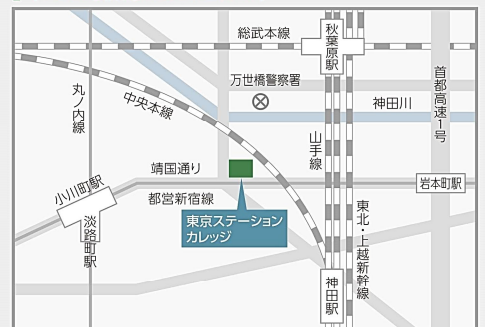 総武本線
秋葉原駅
万世橋警察署
首都高速1号
丸ノ内線
中央本線
神田川
山手線
靖国通り
小川町駅
都営新宿線
岩本町駅
淡路町駅
東京ステーション
カレッジ
東北・上越新幹線
神田駅